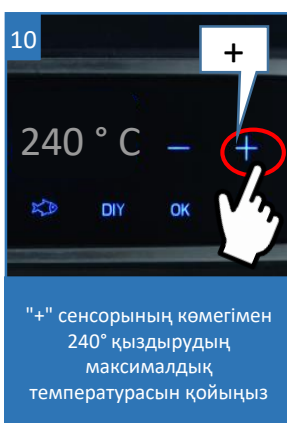 10
+
240 ° C – +
DIY OK
"+" сенсорының көмегімен
240° қыздырудың
максималдық
температурасын қойыңыз